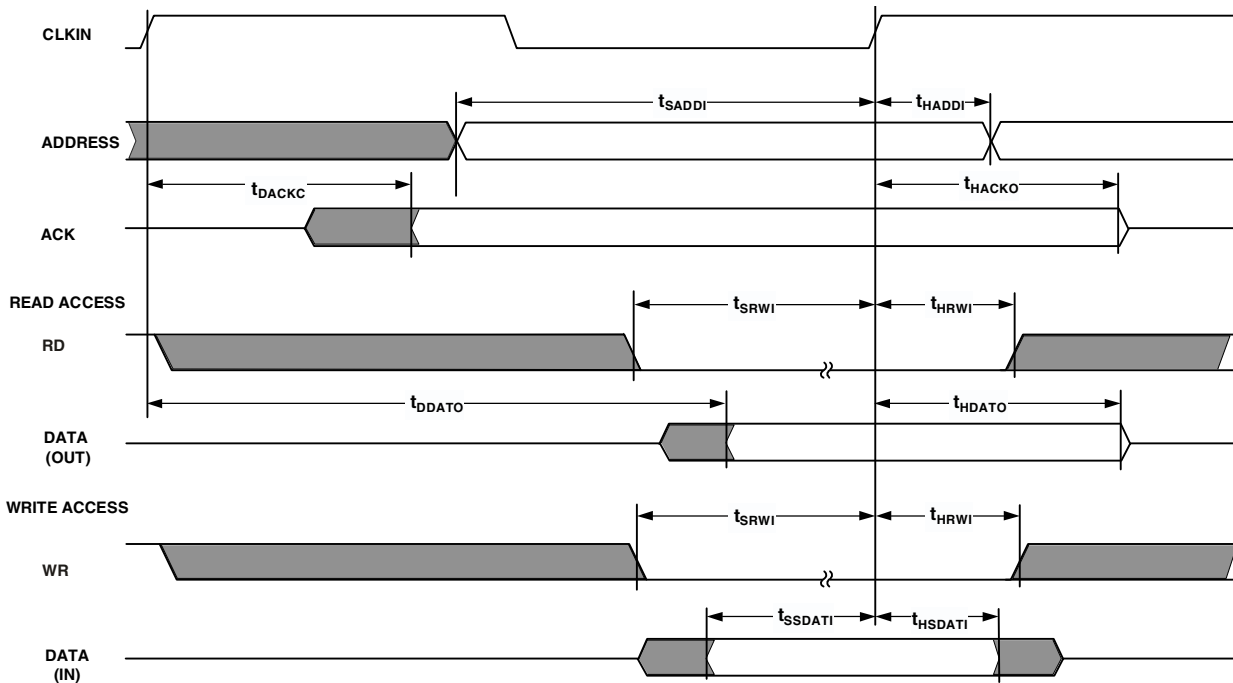 CLKIN
tSADDI
tHADDI
ADDRESS
tDACKC
tHACKO
ACK
READ ACCESS
tSRWI
tHRWI
RD
tDDATO
tHDATO
DATA
(OUT)
WRITE ACCESS
tSRWI
tHRWI
WR
tSSDATI
tHSDATI
DATA
(IN)